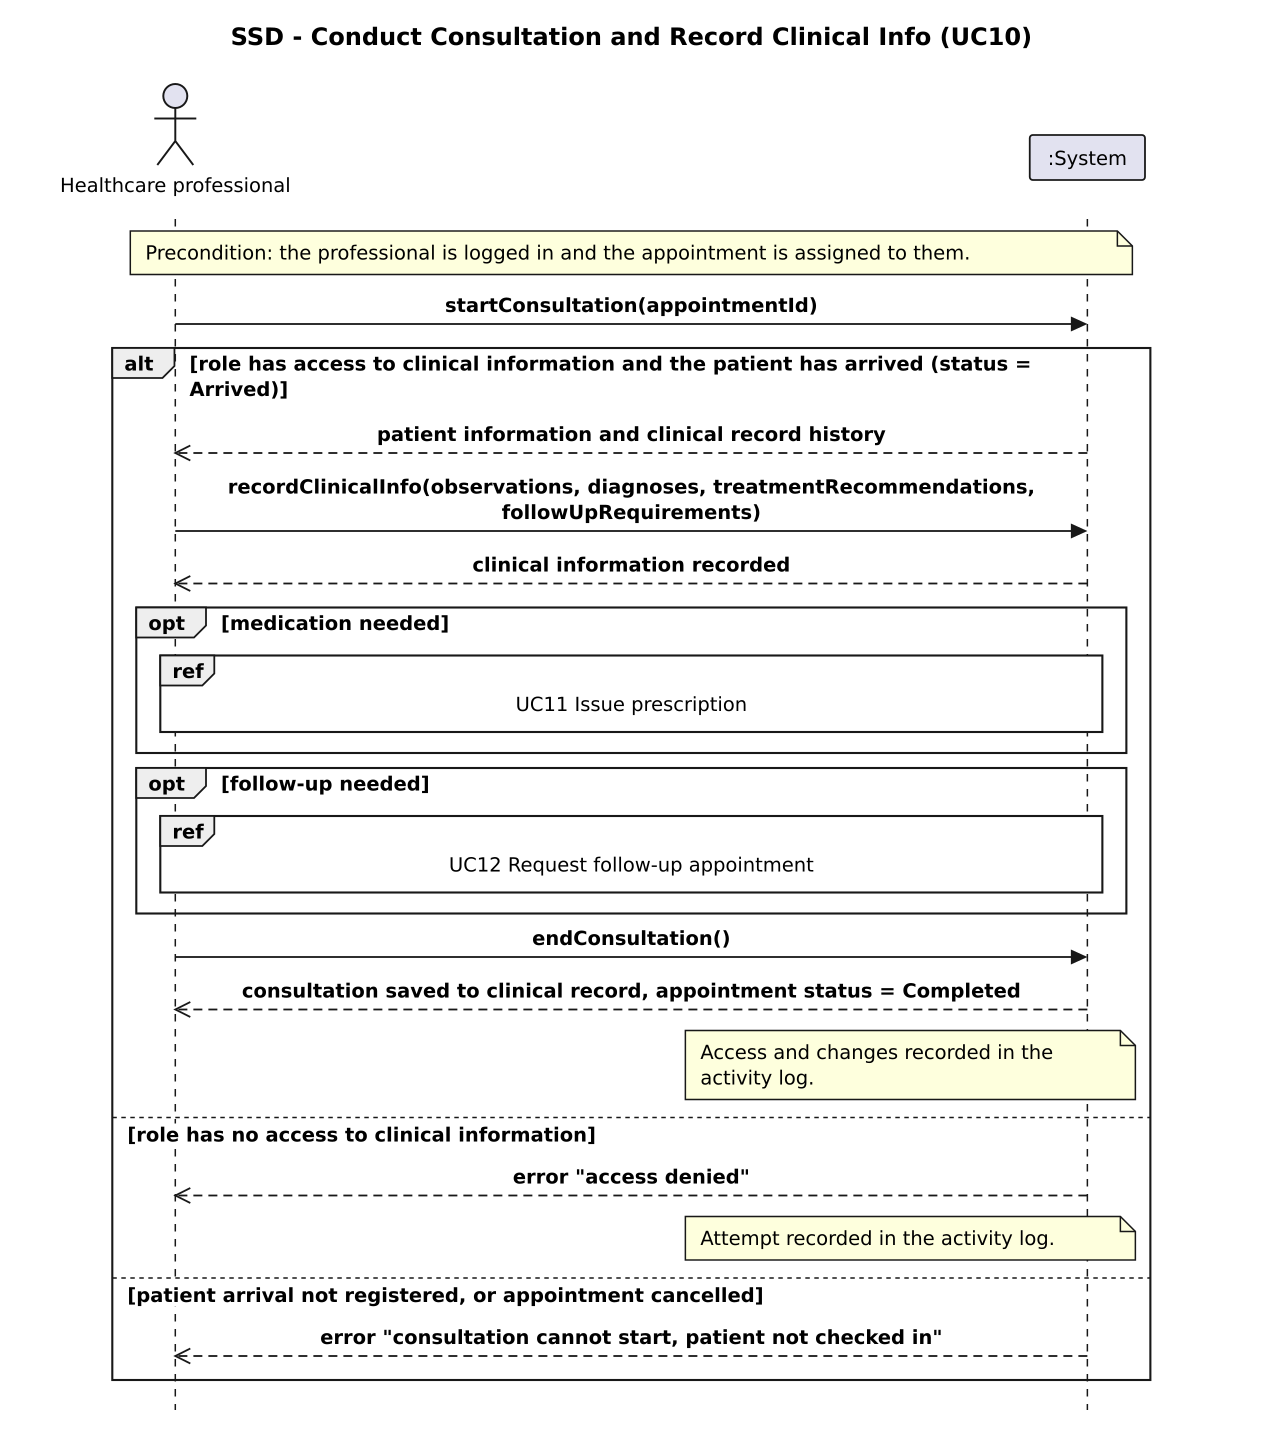 SSD - Conduct Consultation and Record Clinical Info (UC10)
Healthcare professional
:System
Precondition: the professional is logged in and the appointment is assigned to them.
startConsultation(appointmentId)
alt
[role has access to clinical information and the patient has arrived (status =
Arrived)]
patient information and clinical record history
recordClinicalInfo(observations, diagnoses, treatmentRecommendations,
followUpRequirements)
clinical information recorded
opt
[medication needed]
ref
UC11 Issue prescription
opt
[follow-up needed]
ref
UC12 Request follow-up appointment
endConsultation()
consultation saved to clinical record, appointment status = Completed
Access and changes recorded in the
activity log.
[role has no access to clinical information]
error "access denied"
Attempt recorded in the activity log.
[patient arrival not registered, or appointment cancelled]
error "consultation cannot start, patient not checked in"